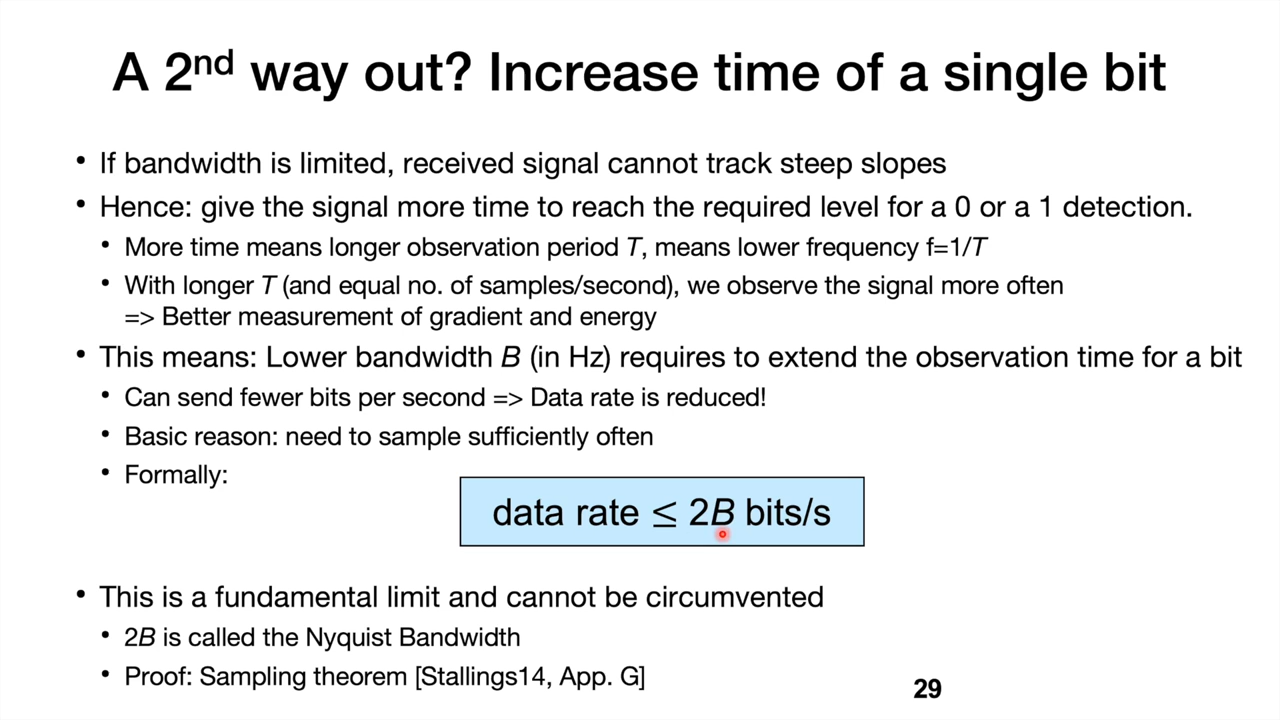 A 2nd way out? Increase time of a single bit
• If bandwidth is limited, received signal cannot track steep slopes
• Hence: give the signal more time to reach the required level for a 0 or a 1 detection.
• More time means longer observation period T, means lower frequency f=1/T
• With longer T (and equal no. of samples/second), we observe the signal more often
=> Better measurement of gradient and energy
• This means: Lower bandwidth B (in Hz) requires to extend the observation time for a bit
• Can send fewer bits per second => Data rate is reduced!
• Basic reason: need to sample sufficiently often
• Formally:
data rate ≤ 2B bits/s
• This is a fundamental limit and cannot be circumvented
• 2B is called the Nyquist Bandwidth
• Proof: Sampling theorem [Stallings14, App. G]
29